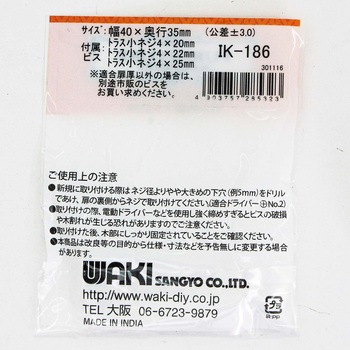 サイズ:幅40×奥行35mm (公差±3.0)
付属ビス
トラス小ネジ4×20mm
トラス小ネジ4×22mm
トラス小ネジ4×25mm
IK-186
301116
※適合扉厚以外の場合は、
別途市販のビスを
お買い求めください。
4 903757 285323
ご使用上の注意
●新規に取り付ける際はネジ径よりやや大きめの下穴(例5mm)をドリル
であけ、扉の裏側からネジで取り付けてください。(適合ドライバー⊕No.2)
●取り付けの際、電動ドライバーなどを使用し強く締めすぎるとビスの破損
や木割れが生じる恐れがありますのでご注意ください。
●取り付けた後、木部にしっかり固定されていることをご確認ください。
●本商品は改良等の目的から仕様・寸法などを予告無しに変更する
場合があります。
WAKI SANGYO CO.,LTD.
http://www.waki-diy.co.jp
TEL 大阪 06-6723-9879
MADE IN INDIA
プラ
袋:PP